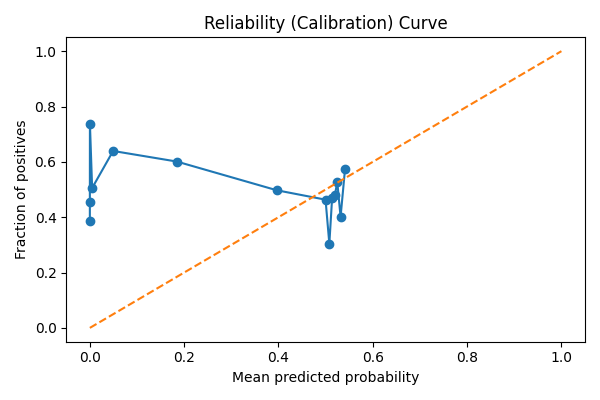 Reliability (Calibration) Curve
Fraction of positives
1.0
0.8
0.6
0.4
0.2
0.0
0.0 0.2 0.4 0.6 0.8 1.0
Mean predicted probability